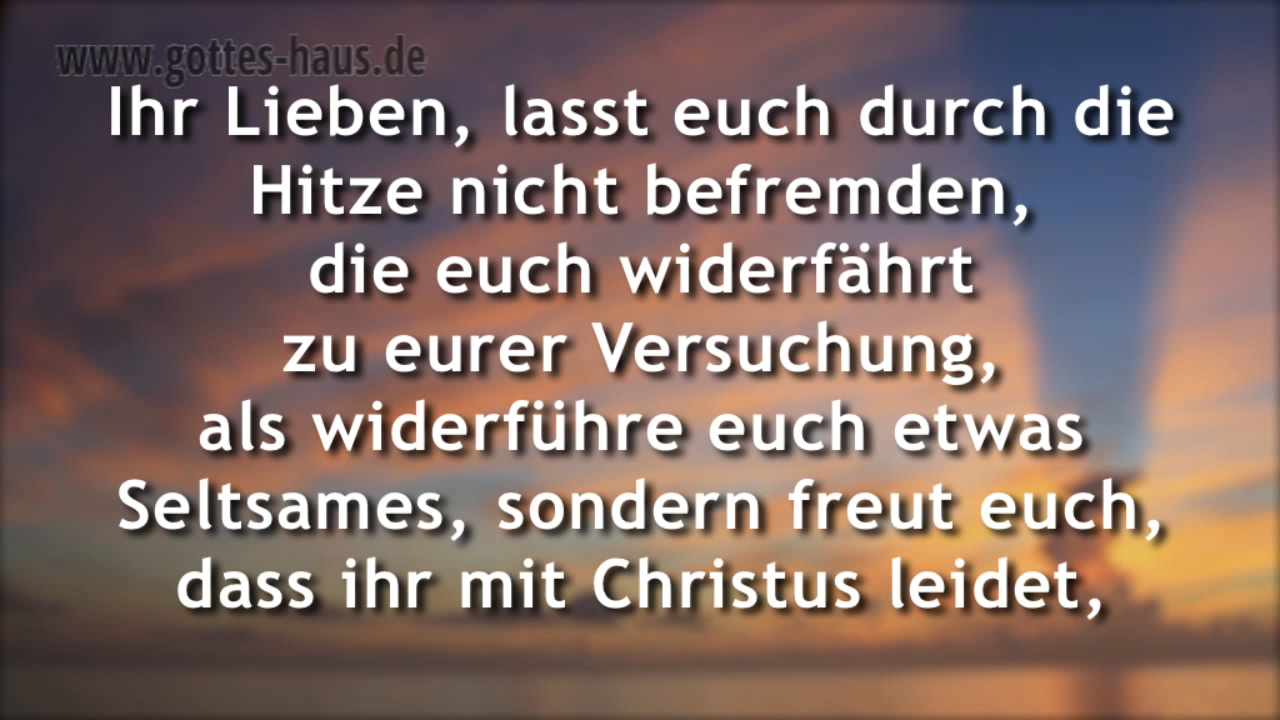 www.gottes-haus.de
Ihr Lieben, lasst euch durch die
Hitze nicht befremden,
die euch widerfährt
zu eurer Versuchung,
als widerführe euch etwas
Seltsames, sondern freut euch,
dass ihr mit Christus leidet,